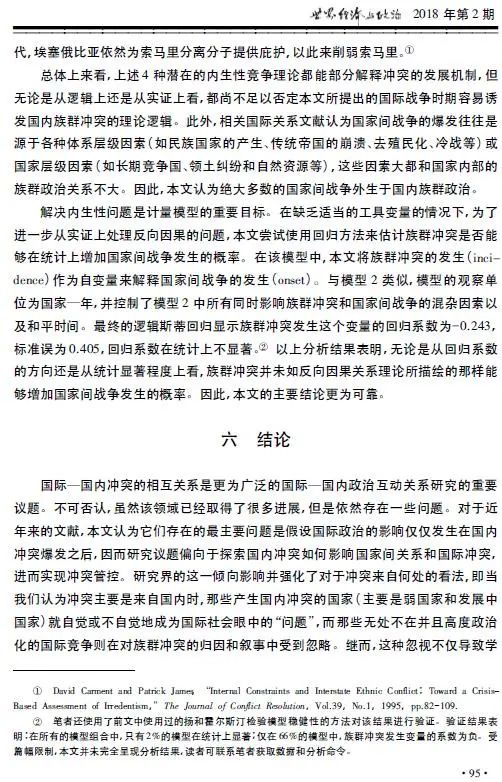 世界经济与政治 2018 年第 2 期
代,埃塞俄比亚依然为索马里分离分子提供庇护,以此来削弱索马里。①
总体上来看,上述 4 种潜在的内生性竞争理论都能部分解释冲突的发展机制,但
无论是从逻辑上还是从实证上看,都尚不足以否定本文所提出的国际战争时期容易诱
发国内族群冲突的理论逻辑。此外,相关国际关系文献认为国家间战争的爆发往往是
源于各种体系层级因素(如民族国家的产生、传统帝国的崩溃、去殖民化、冷战等)或
国家层级因素(如长期竞争国、领土纠纷和自然资源等),这些因素大都和国家内部的
族群政治关系不大。因此,本文认为绝大多数的国家间战争外生于国内族群政治。
解决内生性问题是计量模型的重要目标。在缺乏适当的工具变量的情况下,为了
进一步从实证上处理反向因果的问题,本文尝试使用回归方法来估计族群冲突是否能
够在统计上增加国家间战争发生的概率。在该模型中,本文将族群冲突的发生(inci-
dence)作为自变量来解释国家间战争的发生(onset)。与模型 2 类似,模型的观察单
位为国家—年,并控制了模型 2 中所有同时影响族群冲突和国家间战争的混杂因素以
及和平时间。最终的逻辑斯蒂回归显示族群冲突发生这个变量的回归系数为-0.243,
标准误为 0.405,回归系数在统计上不显著。② 以上分析结果表明,无论是从回归系数
的方向还是从统计显著程度上看,族群冲突并未如反向因果关系理论所描绘的那样能
够增加国家间战争发生的概率。因此,本文的主要结论更为可靠。
六 结论
国际—国内冲突的相互关系是更为广泛的国际—国内政治互动关系研究的重要
议题。不可否认,虽然该领域已经取得了很多进展,但是依然存在一些问题。对于近
年来的文献,本文认为它们存在的最主要问题是假设国际政治的影响仅仅发生在国内
冲突爆发之后,因而研究议题偏向于探索国内冲突如何影响国家间关系和国际冲突,
进而实现冲突管控。研究界的这一倾向影响并强化了对于冲突来自何处的看法,即当
我们认为冲突主要是来自国内时,那些产生国内冲突的国家(主要是弱国家和发展中
国家)就自觉或不自觉地成为国际社会眼中的“问题”,而那些无处不在并且高度政治
化的国际竞争则在对族群冲突的归因和叙事中受到忽略。继而,这种忽视不仅导致学
① David Carment and Patrick James, “Internal Constraints and Interstate Ethnic Conflict: Toward a Crisis-
Based Assessment of Irredentism,” The Journal of Conflict Resolution, Vol.39, No.1, 1995, pp.82-109.
② 笔者还使用了前文中使用过的扬和霍尔斯汀检验模型稳健性的方法对该结果进行验证。验证结果表
明:在所有的模型组合中,只有 2%的模型在统计上显著;仅在 66%的模型中,族群冲突发生变量的系数为负。受
篇幅限制,本文并未完全呈现分析结果,读者可联系笔者获取数据和分析命令。
·95·